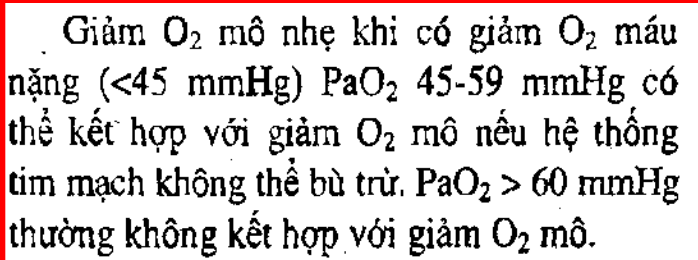 Giảm O₂ mô nhẹ khi có giảm O₂ máu
nặng (<45 mmHg) PaO₂ 45-59 mmHg có
thể kết hợp với giảm O₂ mô nếu hệ thống
tim mạch không thể bù trừ. PaO₂ > 60 mmHg
thường không kết hợp với giảm O₂ mô.